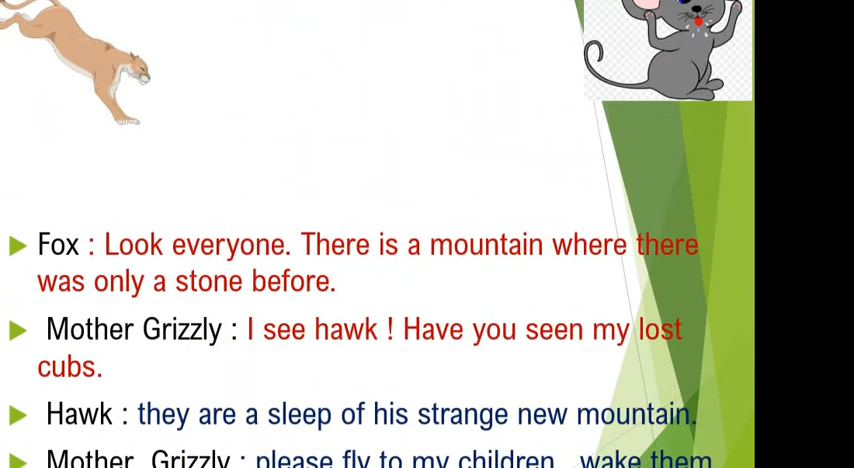 Fox : Look everyone. There is a mountain where there
was only a stone before.
Mother Grizzly : I see hawk ! Have you seen my lost
cubs.
Hawk : they are a sleep of his strange new mountain.
Mother Grizzly : please fly to my children , wake them